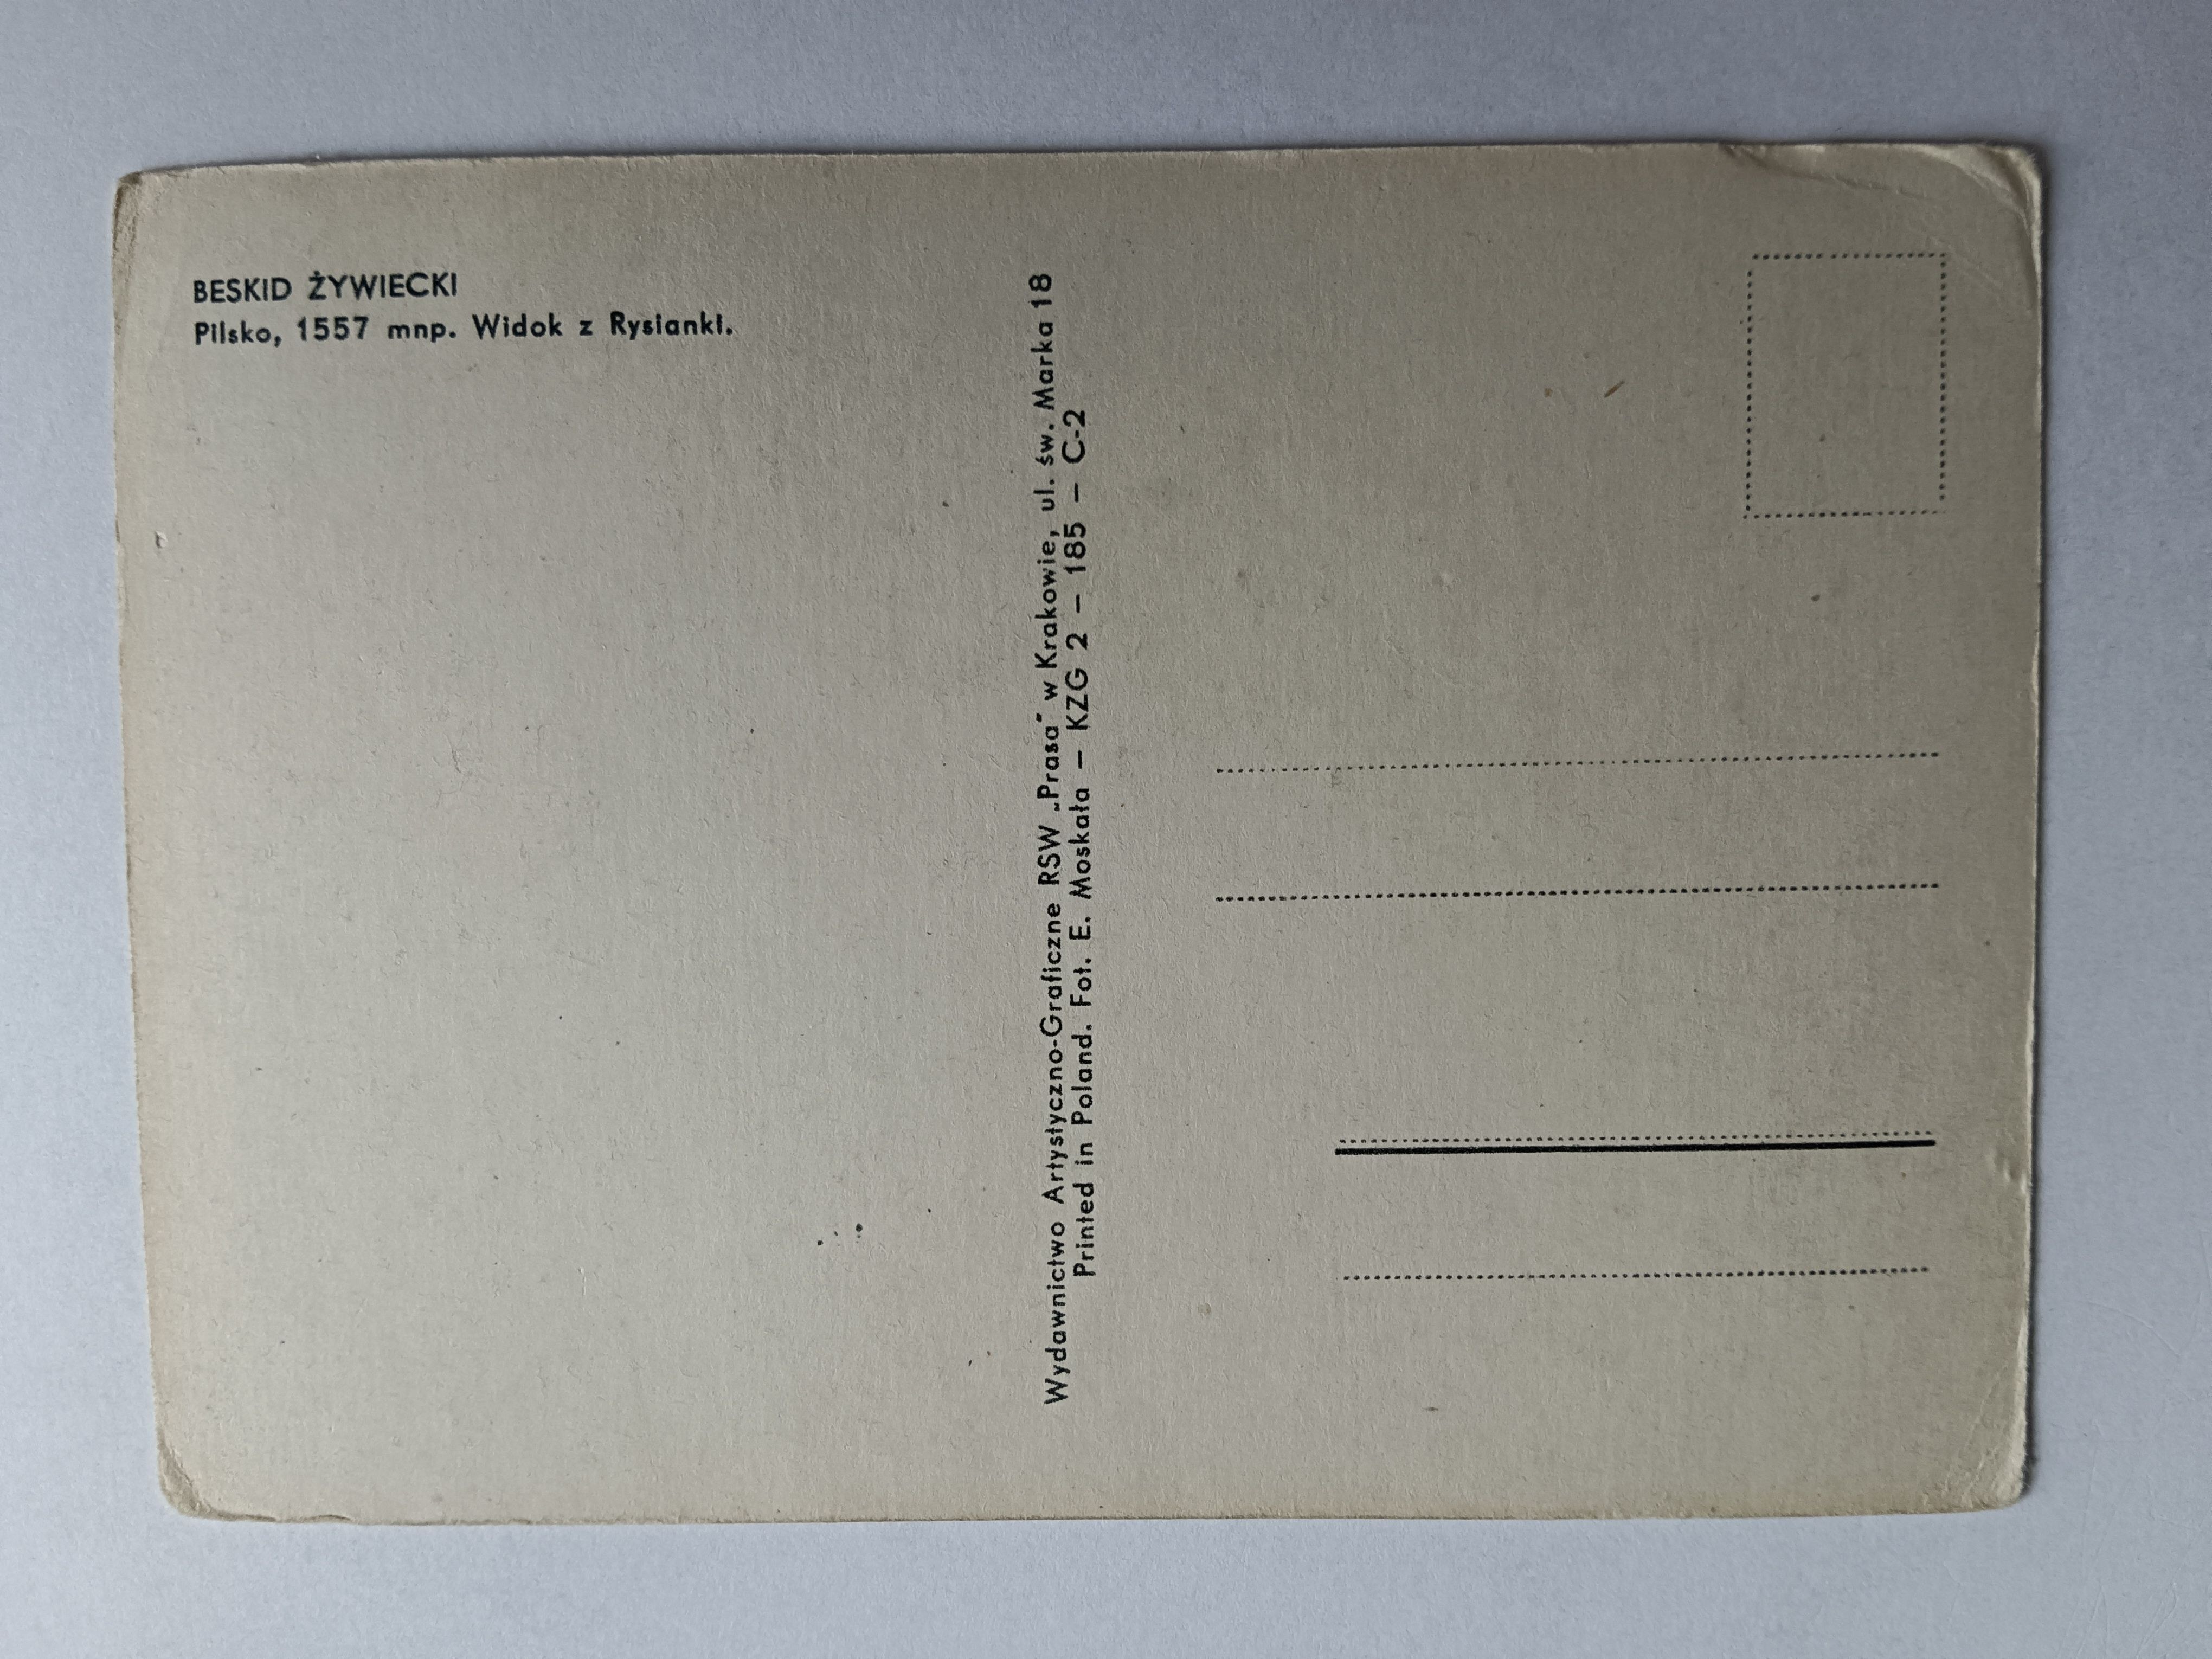 BESKID ŻYWIECKI
Pilsko, 1557 mnp. Widok z Rysianki.
Wydawnictwo Artystyczno-Graficzne RSW „Prasa" w Krakowie, ul. św. Marka 18
Printed in Poland. Fot. E. Moskała — KZG 2 — 185 — C-2